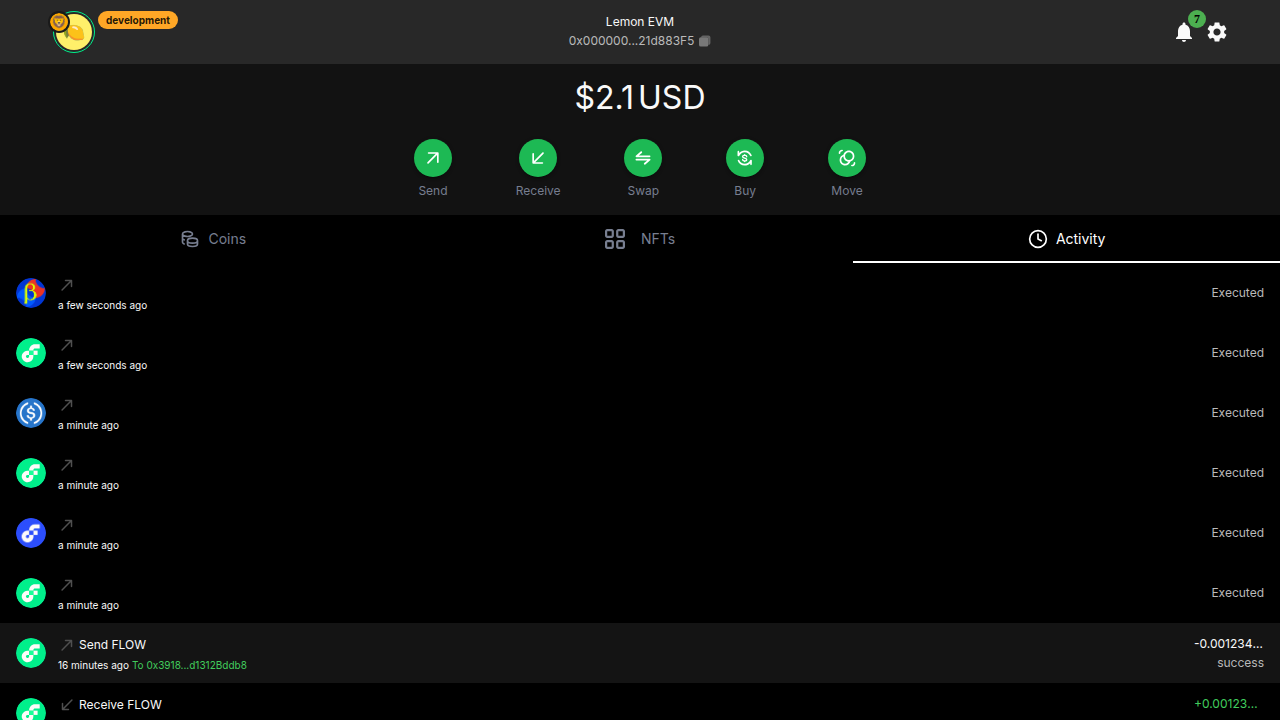 development
Lemon EVM
0x000000...21d883F5
7
$2.1 USD
Send
Receive
Swap
Buy
Move
Coins
NFTs
Activity
a few seconds ago
Executed
a few seconds ago
Executed
a minute ago
Executed
a minute ago
Executed
a minute ago
Executed
a minute ago
Executed
Send FLOW
-0.001234...
16 minutes ago To 0x3918...d1312Bddb8
success
Receive FLOW
+0.00123...